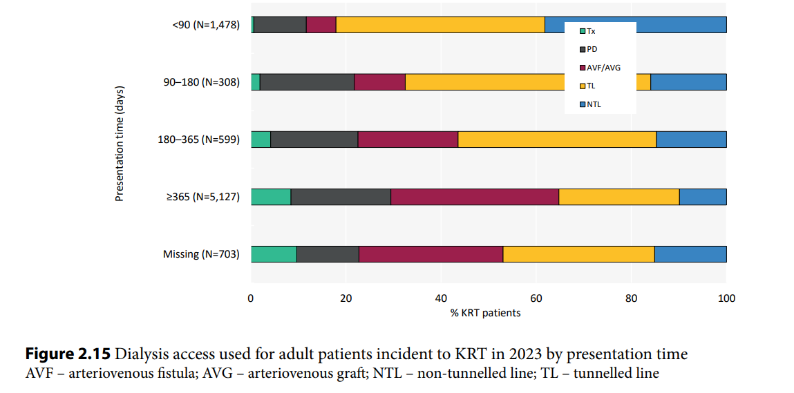 <90 (N=1,478)
Tx
PD
90–180 (N=308)
AVF/AVG
TL
NTL
Presentation time (days)
180–365 (N=599)
≥365 (N=5,127)
Missing (N=703)
0 20 40 60 80 100
% KRT patients
Figure 2.15 Dialysis access used for adult patients incident to KRT in 2023 by presentation time
AVF – arteriovenous fistula; AVG – arteriovenous graft; NTL – non-tunnelled line; TL – tunnelled line